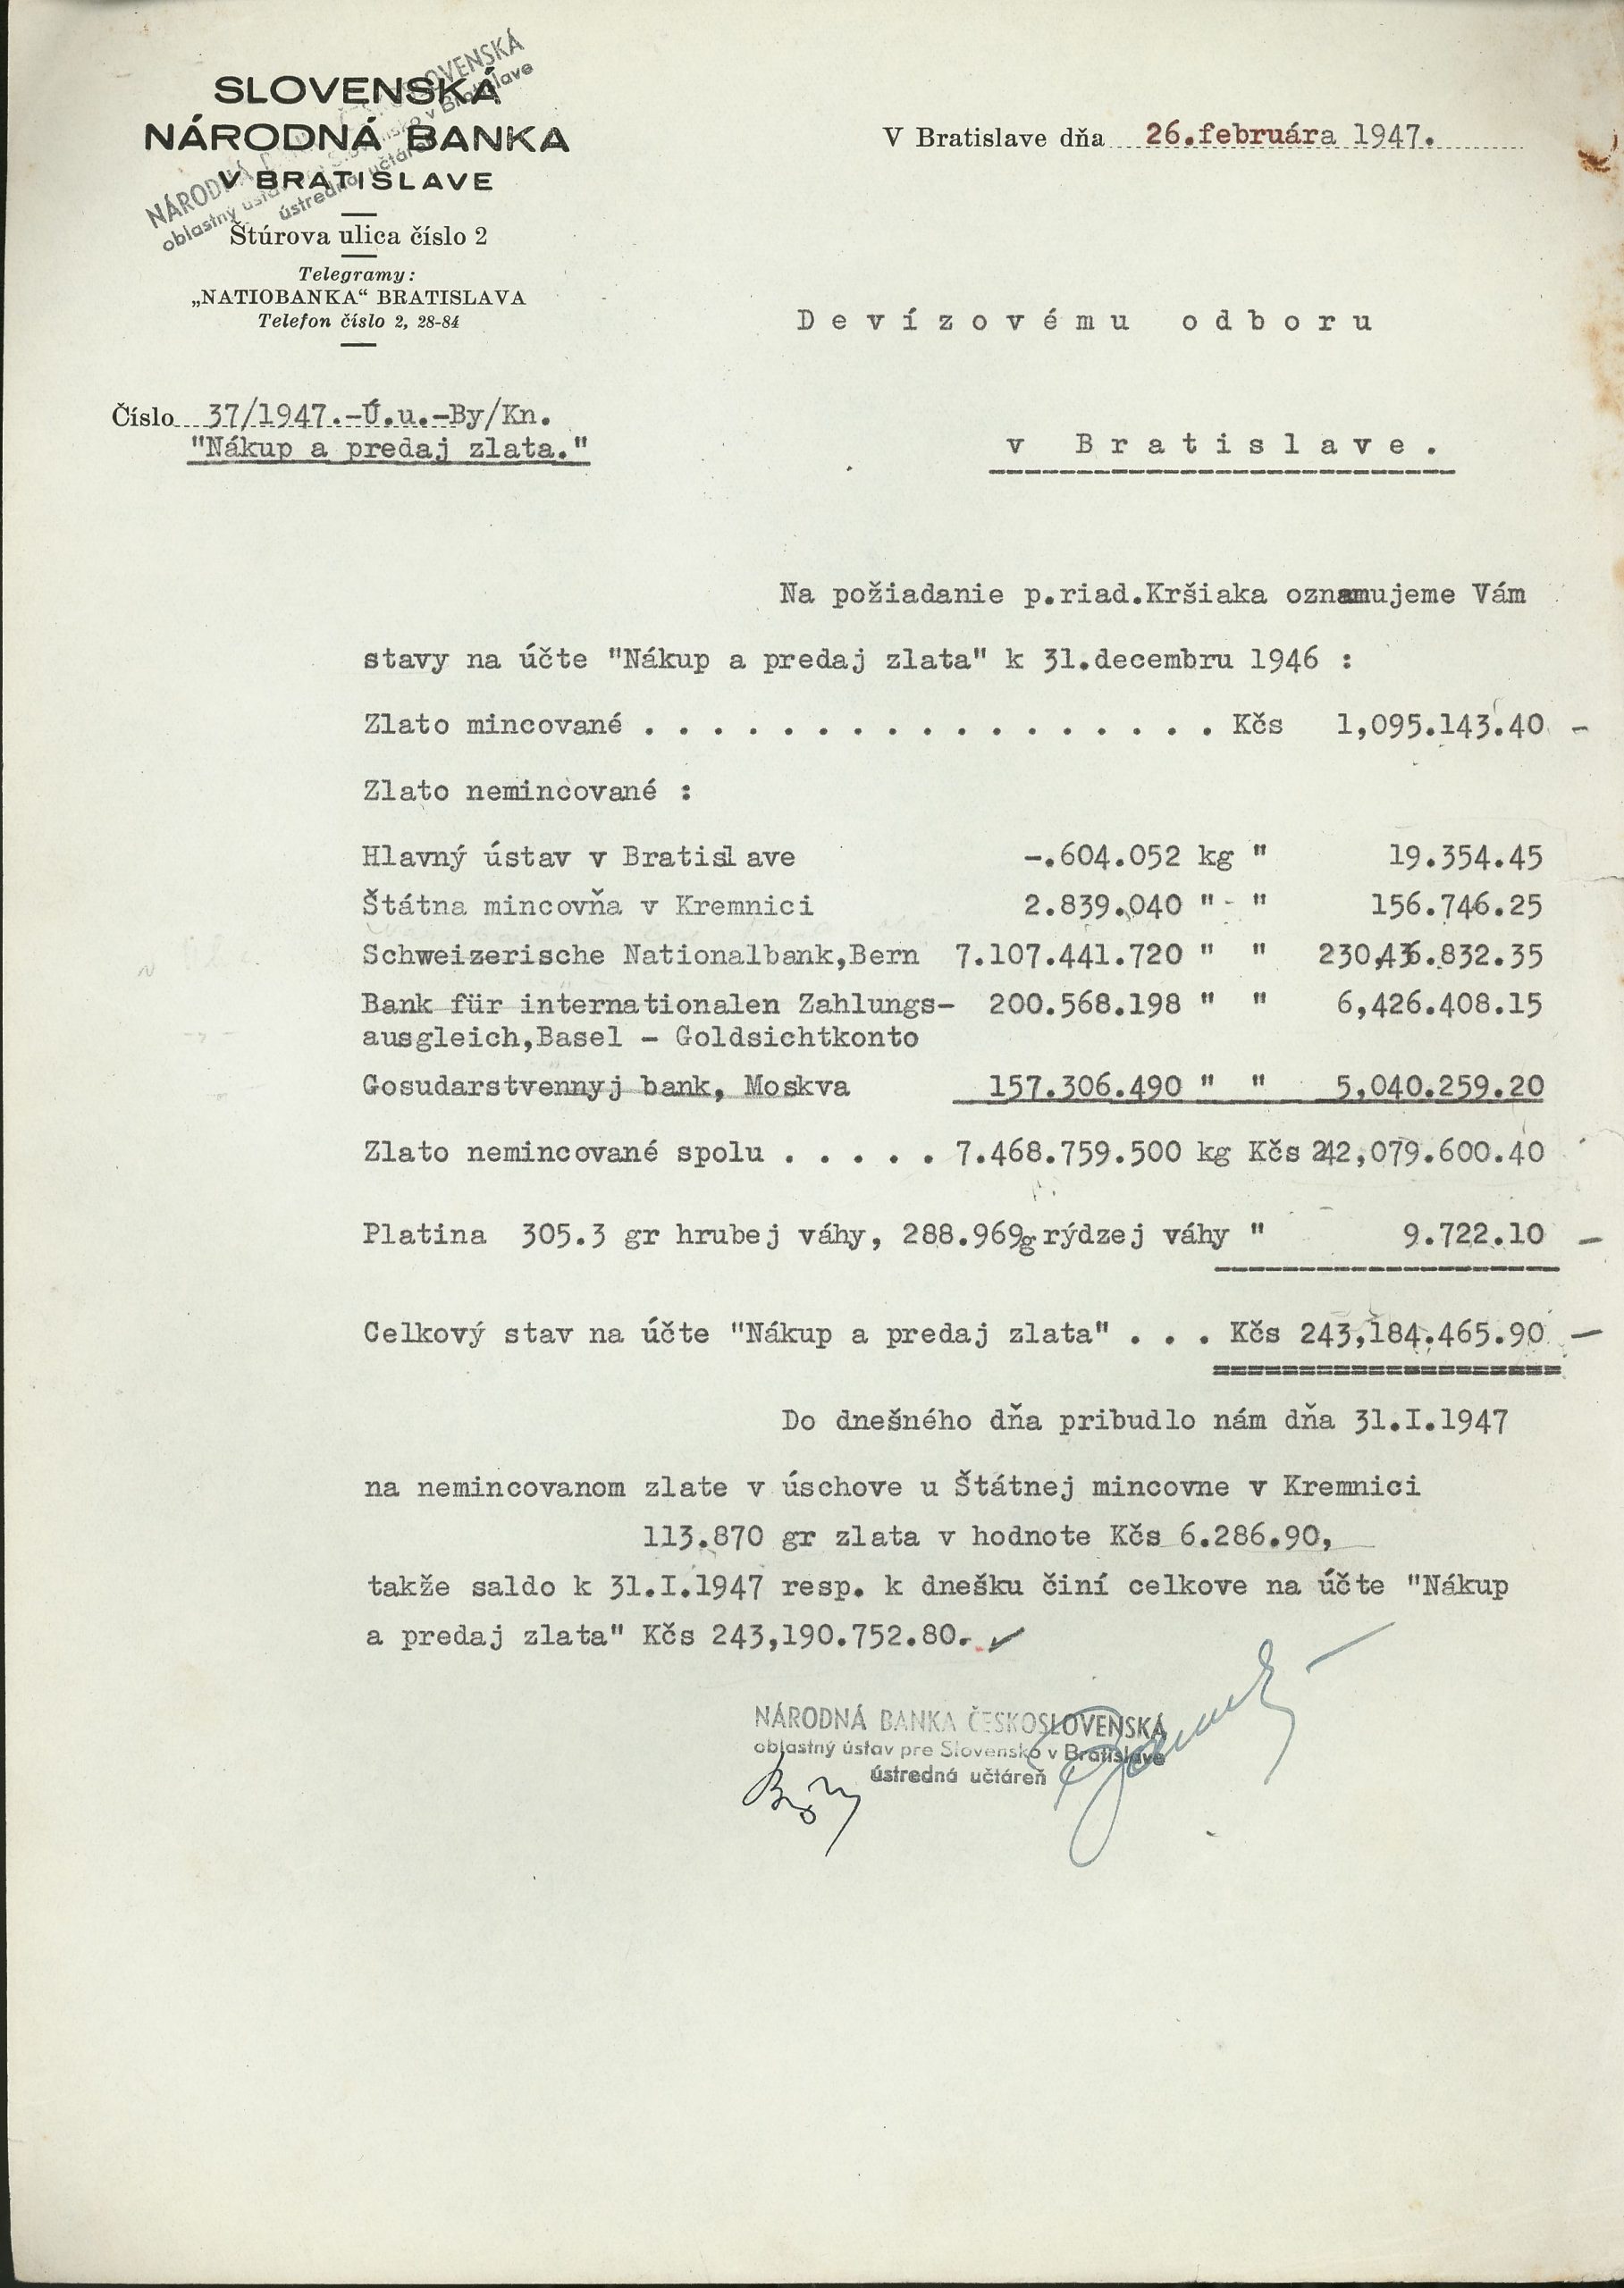 SLOVENSKÁ
NÁRODNÁ BANKA
V BRATISLAVE
Štúrova ulica číslo 2
Telegramy:
„NATIOBANKA“ BRATISLAVA
Telefon číslo 2, 28-84
V Bratislave dňa 26.februára 1947.
Devízovému odboru
Číslo 37/1947.-Ú.u.-By/Kn.
"Nákup a predaj zlata."
v Bratislave.
Na požiadanie p.riad.Kršiaka oznamujeme Vám
stavy na účte "Nákup a predaj zlata" k 31.decembru 1946 :
Zlato mincované . . . . . . . . . . . . . . . . . Kčs 1,095.143.40 -
Zlato nemincované :
Hlavný ústav v Bratislave -.604.052 kg " 19.354.45
Štátna mincovňa v Kremnici 2.839.040 " " 156.746.25
Schweizerische Nationalbank,Bern 7.107.441.720 " " 230,436.832.35
Bank für internationalen Zahlungs- 200.568.198 " " 6,426.408.15
ausgleich,Basel - Goldsichtkonto
Gosudarstvennyj bank, Moskva 157.306.490 " " 5,040.259.20
Zlato nemincované spolu . . . . . 7.468.759.500 kg Kčs 242,079.600.40
Platina 305.3 gr hrubej váhy, 288.969g rýdzej váhy " 9.722.10 -
Celkový stav na účte "Nákup a predaj zlata" . . . Kčs 243,184.465.90 -
Do dnešného dňa pribudlo nám dňa 31.I.1947
na nemincovanom zlate v úschove u Štátnej mincovne v Kremnici
113.870 gr zlata v hodnote Kčs 6.286.90,
takže saldo k 31.I.1947 resp. k dnešku činí celkove na účte "Nákup
a predaj zlata" Kčs 243,190.752.80.- ✓
NÁRODNÁ BANKA ČESKOSLOVENSKÁ
oblastný ústav pre Slovensko v Bratislave
ústredná učtáreň